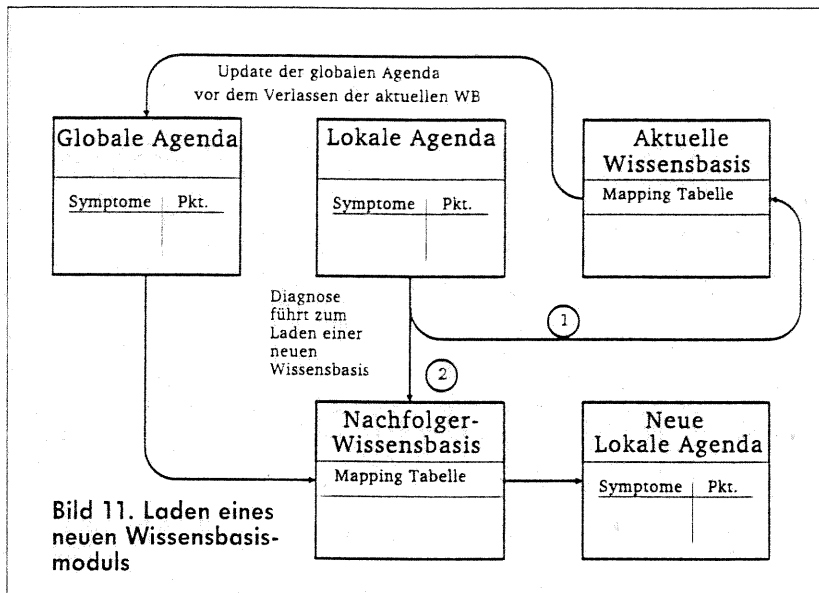 Update der globalen Agenda
vor dem Verlassen der aktuellen WB
Globale Agenda
Symptome Pkt.
Lokale Agenda
Symptome Pkt.
Aktuelle
Wissensbasis
Mapping Tabelle
Diagnose
führt zum
Laden einer
neuen
Wissensbasis
1
2
Nachfolger-
Wissensbasis
Mapping Tabelle
Neue
Lokale Agenda
Symptome Pkt.
Bild 11. Laden eines
neuen Wissensbasis-
moduls